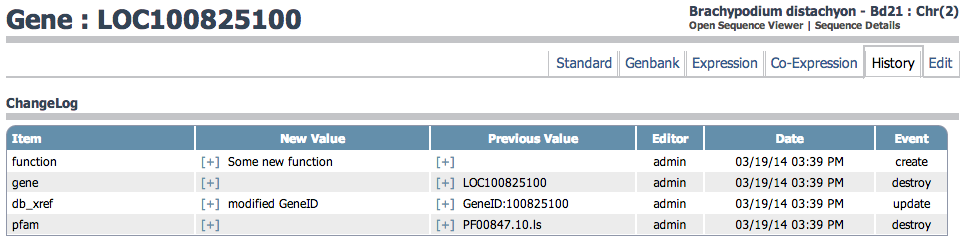 Gene : LOC100825100
Brachypodium distachyon - Bd21 : Chr(2)
Open Sequence Viewer | Sequence Details
Standard Genbank Expression Co-Expression History Edit
ChangeLog
Item New Value Previous Value Editor Date Event
function [+] Some new function [+] admin 03/19/14 03:39 PM create
gene [+] [+] LOC100825100 admin 03/19/14 03:39 PM destroy
db_xref [+] modified GeneID [+] GeneID:100825100 admin 03/19/14 03:39 PM update
pfam [+] [+] PF00847.10.ls admin 03/19/14 03:39 PM destroy